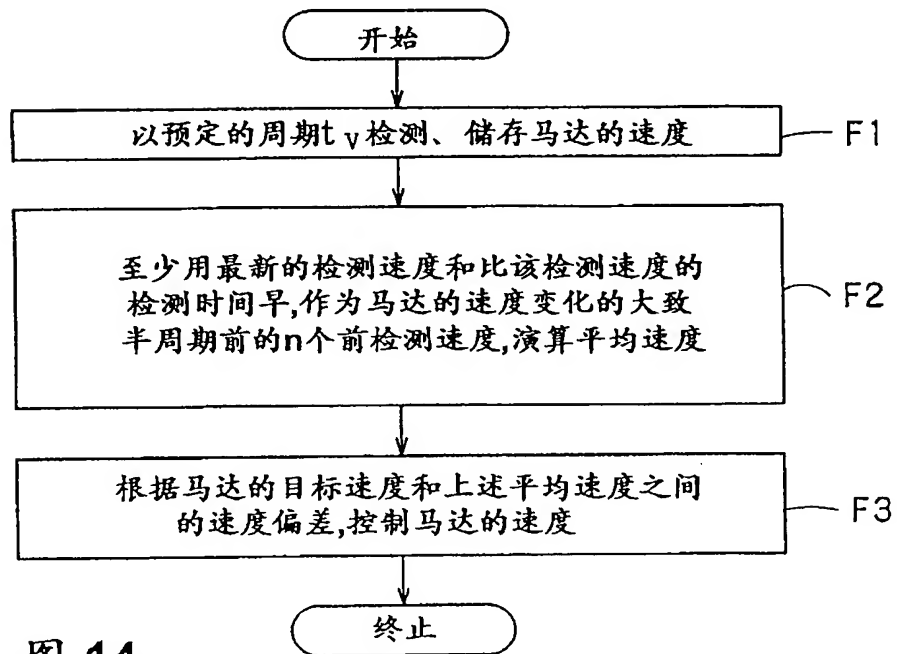 开始
以预定的周期tv检测、储存马达的速度
F1
至少用最新的检测速度和比该检测速度的
检测时间早,作为马达的速度变化的大致
半周期前的n个前检测速度,演算平均速度
F2
根据马达的目标速度和上述平均速度之间
的速度偏差,控制马达的速度
F3
终止